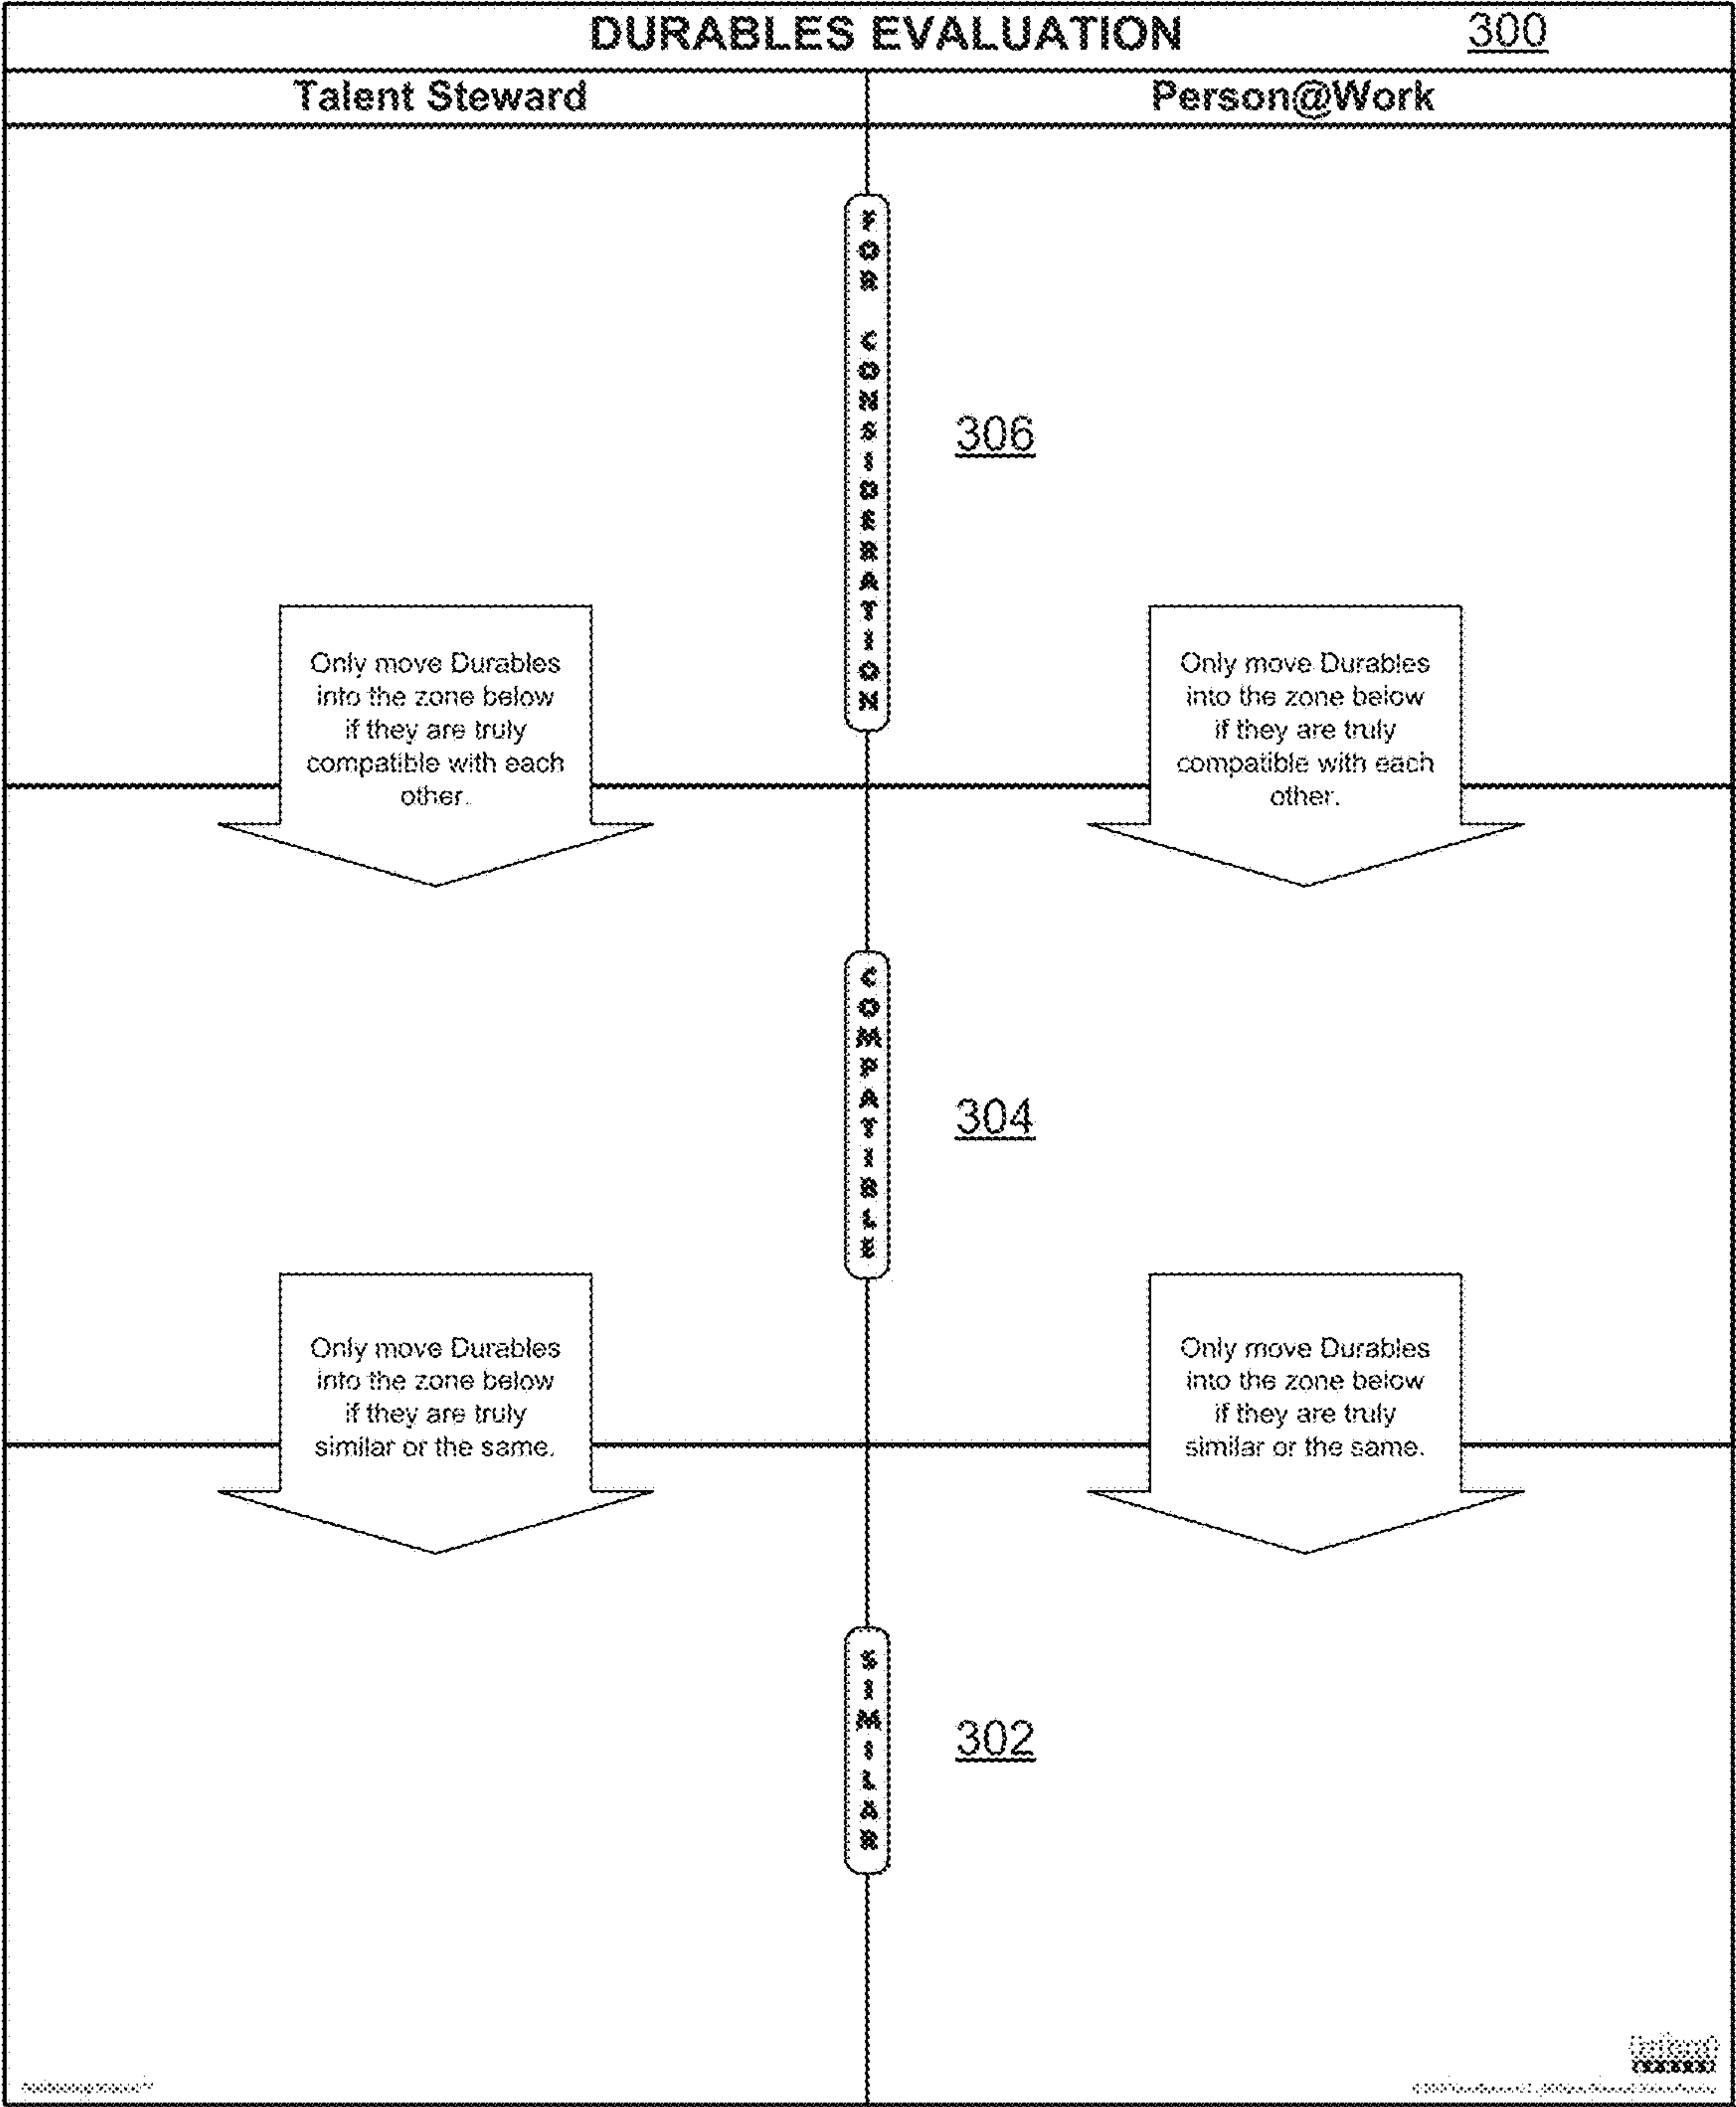 DURABLES EVALUATION 300
Talent Steward Person@Work
FOR CONSIDERATION
306
Only move Durables
into the zone below
if they are truly
compatible with each
other.
Only move Durables
into the zone below
if they are truly
compatible with each
other.
COMPATIBLE
304
Only move Durables
into the zone below
if they are truly
similar or the same.
Only move Durables
into the zone below
if they are truly
similar or the same.
SIMILAR
302